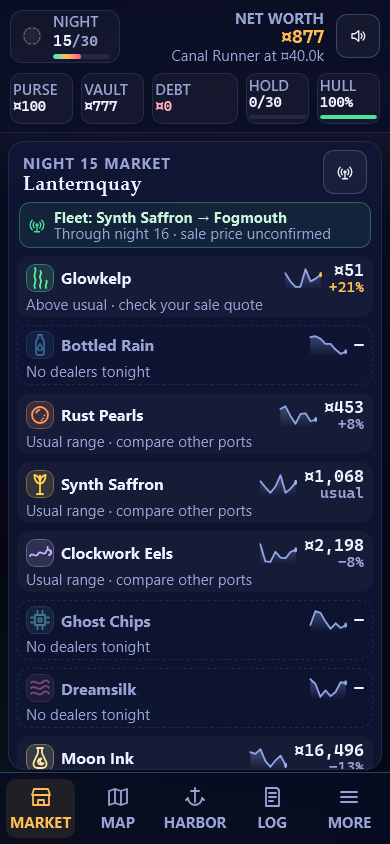 NIGHT
15/30
NET WORTH
¤877
Canal Runner at ¤40.0k
PURSE
¤100
VAULT
¤777
DEBT
¤0
HOLD
0/30
HULL
100%
NIGHT 15 MARKET
Lanternquay
Fleet: Synth Saffron → Fogmouth
Through night 16 · sale price unconfirmed
Glowkelp
¤51
+21%
Above usual · check your sale quote
Bottled Rain
—
No dealers tonight
Rust Pearls
¤453
+8%
Usual range · compare other ports
Synth Saffron
¤1,068
usual
Usual range · compare other ports
Clockwork Eels
¤2,198
−8%
Usual range · compare other ports
Ghost Chips
—
No dealers tonight
Dreamsilk
—
No dealers tonight
Moon Ink
¤16,496
−13%
MARKET
MAP
HARBOR
LOG
MORE